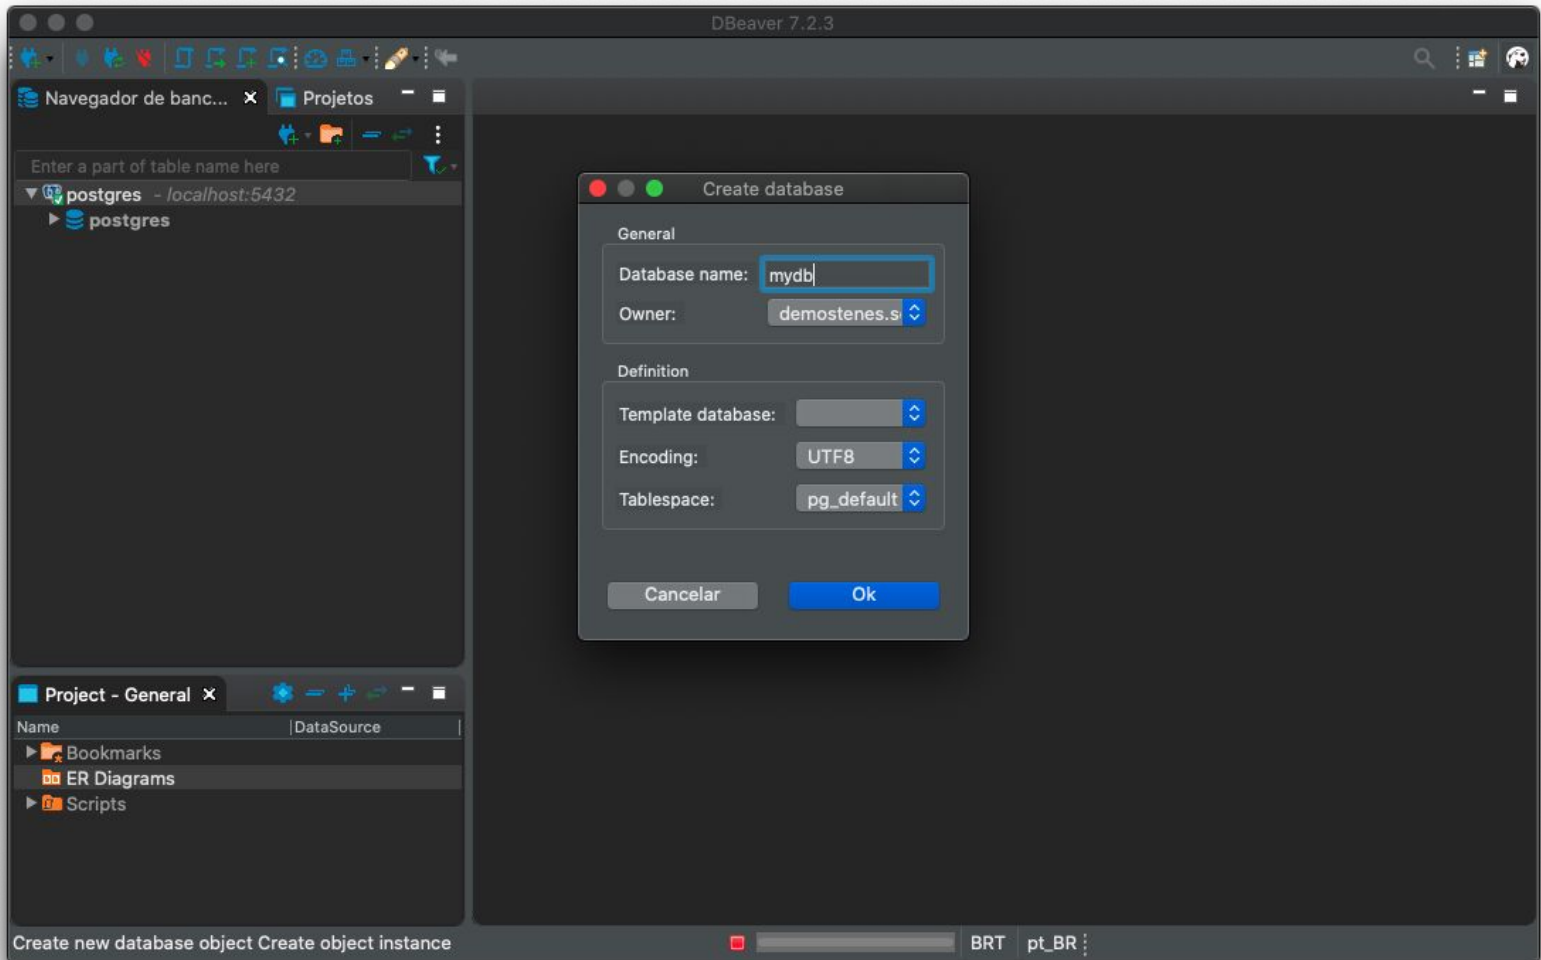 DBeaver 7.2.3
Navegador de banc...
Projetos
Enter a part of table name here
postgres - localhost:5432
postgres
Create database
General
Database name: mydb
Owner: demostenes.s
Definition
Template database:
Encoding: UTF8
Tablespace: pg_default
Cancelar
Ok
Project - General
Name DataSource
Bookmarks
ER Diagrams
Scripts
Create new database object Create object instance
BRT pt_BR